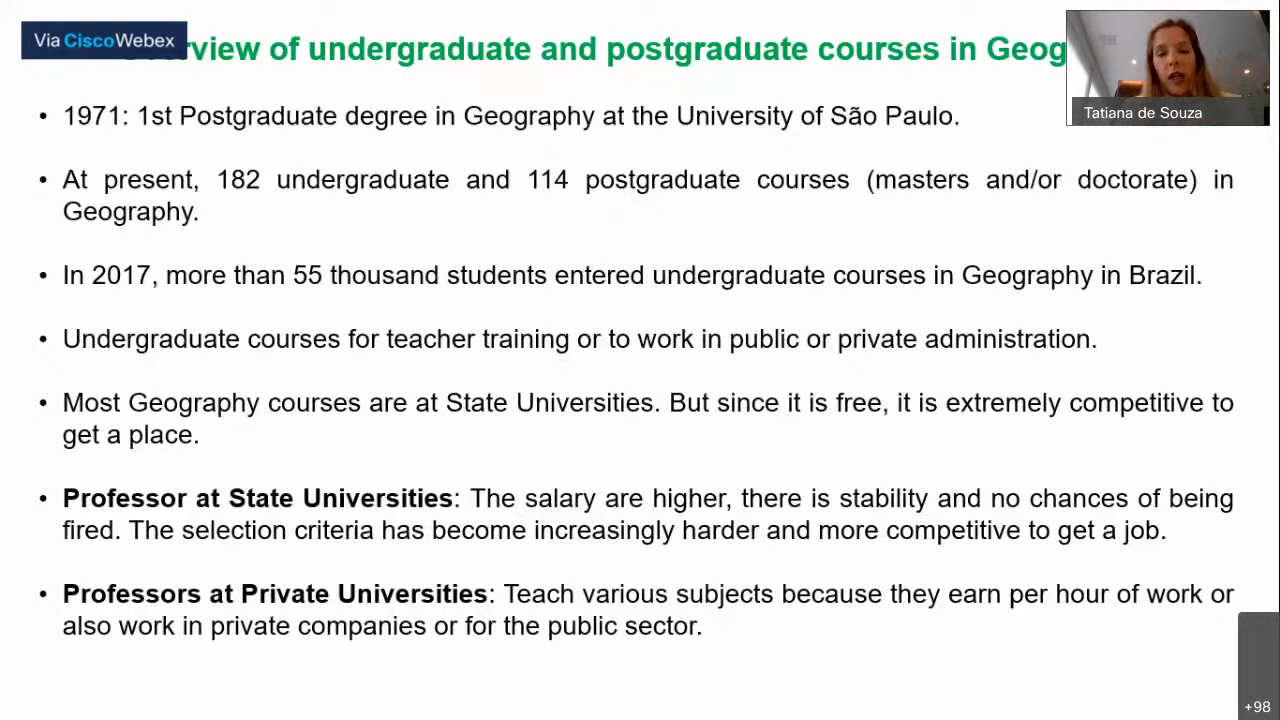 Via Cisco Webex
rview of undergraduate and postgraduate courses in Geog
Tatiana de Souza
• 1971: 1st Postgraduate degree in Geography at the University of São Paulo.
• At present, 182 undergraduate and 114 postgraduate courses (masters and/or doctorate) in
Geography.
• In 2017, more than 55 thousand students entered undergraduate courses in Geography in Brazil.
• Undergraduate courses for teacher training or to work in public or private administration.
• Most Geography courses are at State Universities. But since it is free, it is extremely competitive to
get a place.
• Professor at State Universities: The salary are higher, there is stability and no chances of being
fired. The selection criteria has become increasingly harder and more competitive to get a job.
• Professors at Private Universities: Teach various subjects because they earn per hour of work or
also work in private companies or for the public sector.
+98